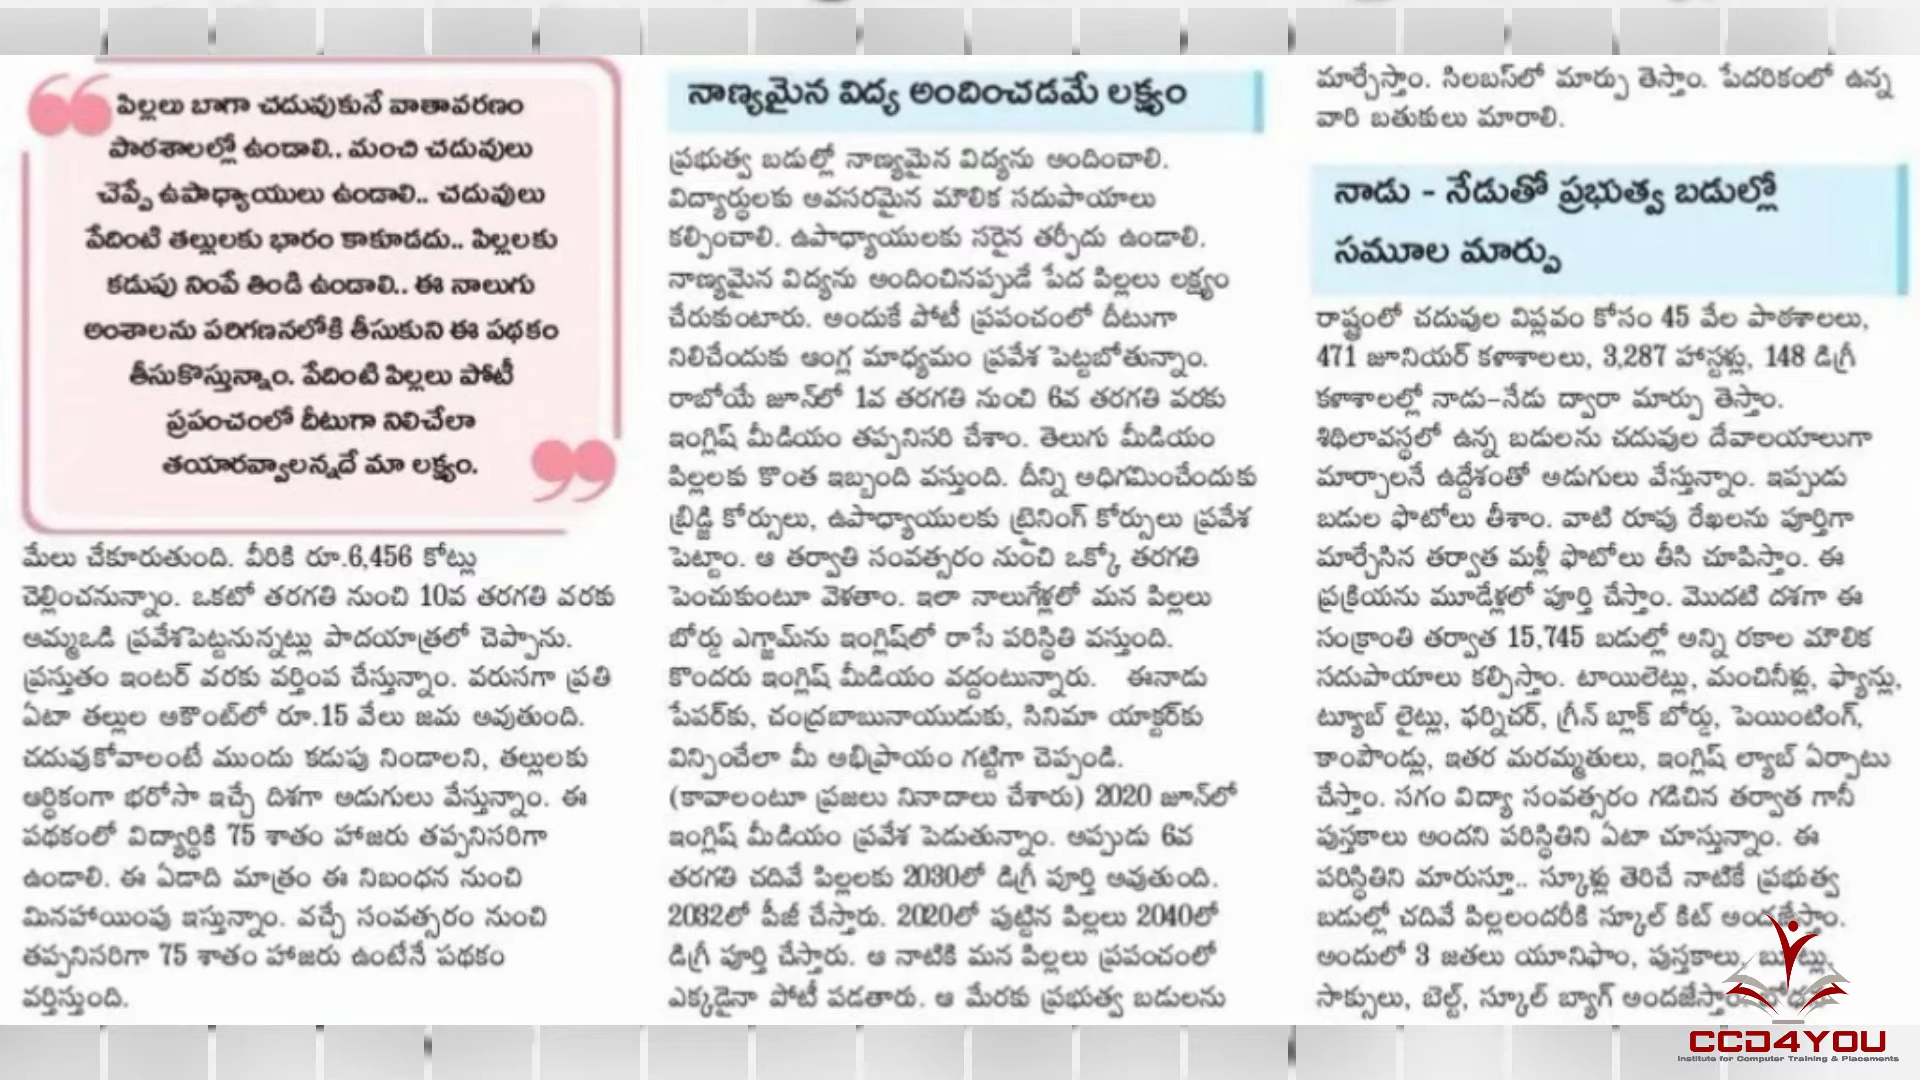 పిల్లలు బాగా చదువుకునే వాతావరణం
పాఠశాలల్లో ఉండాలి.. మంచి చదువులు
చెప్పే ఉపాధ్యాయులు ఉండాలి.. చదువులు
పేదింటి తల్లులకు భారం కాకూడదు.. పిల్లలకు
కడుపు నింపే తిండి ఉండాలి.. ఈ నాలుగు
అంశాలను పరిగణనలోకి తీసుకుని ఈ పథకం
తీసుకొస్తున్నాం. పేదింటి పిల్లలు పోటీ
ప్రపంచంలో దీటుగా నిలిచేలా
తయారవ్వాలన్నదే మా లక్ష్యం.
మేలు చేకూరుతుంది. వీరికి రూ.6,456 కోట్లు
చెల్లించనున్నాం. ఒకటో తరగతి నుంచి 10వ తరగతి వరకు
అమ్మఒడి ప్రవేశపెట్టనున్నట్లు పాదయాత్రలో చెప్పాను.
ప్రస్తుతం ఇంటర్ వరకు వర్తింప చేస్తున్నాం. వరుసగా ప్రతి
ఏటా తల్లుల అకౌంట్‌లో రూ.15 వేలు జమ అవుతుంది.
చదువుకోవాలంటే ముందు కడుపు నిండాలని, తల్లులకు
ఆర్థికంగా భరోసా ఇచ్చే దిశగా అడుగులు వేస్తున్నాం. ఈ
పథకంలో విద్యార్థికి 75 శాతం హాజరు తప్పనిసరిగా
ఉండాలి. ఈ ఏడాది మాత్రం ఈ నిబంధన నుంచి
మినహాయింపు ఇస్తున్నాం. వచ్చే సంవత్సరం నుంచి
తప్పనిసరిగా 75 శాతం హాజరు ఉంటేనే పథకం
వర్తిస్తుంది.
నాణ్యమైన విద్య అందించడమే లక్ష్యం
ప్రభుత్వ బడుల్లో నాణ్యమైన విద్యను అందించాలి.
విద్యార్థులకు అవసరమైన మౌలిక సదుపాయాలు
కల్పించాలి. ఉపాధ్యాయులకు సరైన తర్ఫీదు ఉండాలి.
నాణ్యమైన విద్యను అందించినప్పుడే పేద పిల్లలు లక్ష్యం
చేరుకుంటారు. అందుకే పోటీ ప్రపంచంలో దీటుగా
నిలిచేందుకు ఆంగ్ల మాధ్యమం ప్రవేశ పెట్టబోతున్నాం.
రాబోయే జూన్‌లో 1వ తరగతి నుంచి 6వ తరగతి వరకు
ఇంగ్లిష్ మీడియం తప్పనిసరి చేశాం. తెలుగు మీడియం
పిల్లలకు కొంత ఇబ్బంది వస్తుంది. దీన్ని అధిగమించేందుకు
బ్రిడ్జి కోర్సులు, ఉపాధ్యాయులకు ట్రైనింగ్ కోర్సులు ప్రవేశ
పెట్టాం. ఆ తర్వాతి సంవత్సరం నుంచి ఒక్కో తరగతి
పెంచుకుంటూ వెళతాం. ఇలా నాలుగేళ్లలో మన పిల్లలు
బోర్డు ఎగ్జామ్‌ను ఇంగ్లిష్‌లో రాసే పరిస్థితి వస్తుంది.
కొందరు ఇంగ్లిష్ మీడియం వద్దంటున్నారు. ఈనాడు
పేపర్‌కు, చంద్రబాబునాయుడుకు, సినిమా యాక్టర్‌కు
విన్పించేలా మీ అభిప్రాయం గట్టిగా చెప్పండి.
(కావాలంటూ ప్రజలు నినాదాలు చేశారు) 2020 జూన్‌లో
ఇంగ్లిష్ మీడియం ప్రవేశ పెడుతున్నాం. అప్పుడు 6వ
తరగతి చదివే పిల్లలకు 2030లో డిగ్రీ పూర్తి అవుతుంది.
2032లో పీజీ చేస్తారు. 2020లో పుట్టిన పిల్లలు 2040లో
డిగ్రీ పూర్తి చేస్తారు. ఆ నాటికి మన పిల్లలు ప్రపంచంలో
ఎక్కడైనా పోటీ పడతారు. ఆ మేరకు ప్రభుత్వ బడులను
మార్చేస్తాం. సిలబస్‌లో మార్పు తెస్తాం. పేదరికంలో ఉన్న
వారి బతుకులు మారాలి.
నాడు - నేడుతో ప్రభుత్వ బడుల్లో
సమూల మార్పు
రాష్ట్రంలో చదువుల విప్లవం కోసం 45 వేల పాఠశాలలు,
471 జూనియర్ కళాశాలలు, 3,287 హాస్టళ్లు, 148 డిగ్రీ
కళాశాలల్లో నాడు-నేడు ద్వారా మార్పు తెస్తాం.
శిథిలావస్థలో ఉన్న బడులను చదువుల దేవాలయాలుగా
మార్చాలనే ఉద్దేశంతో అడుగులు వేస్తున్నాం. ఇప్పుడు
బడుల ఫొటోలు తీశాం. వాటి రూపు రేఖలను పూర్తిగా
మార్చేసిన తర్వాత మళ్లీ ఫొటోలు తీసి చూపిస్తాం. ఈ
ప్రక్రియను మూడేళ్లలో పూర్తి చేస్తాం. మొదటి దశగా ఈ
సంక్రాంతి తర్వాత 15,745 బడుల్లో అన్ని రకాల మౌలిక
సదుపాయాలు కల్పిస్తాం. టాయిలెట్లు, మంచినీళ్లు, ఫ్యాన్లు,
ట్యూబ్ లైట్లు, ఫర్నిచర్, గ్రీన్ బ్లాక్ బోర్డు, పెయింటింగ్,
కాంపౌండ్లు, ఇతర మరమ్మతులు, ఇంగ్లిష్ ల్యాబ్ ఏర్పాటు
చేస్తాం. సగం విద్యా సంవత్సరం గడిచిన తర్వాత గానీ
పుస్తకాలు అందని పరిస్థితిని ఏటా చూస్తున్నాం. ఈ
పరిస్థితిని మారుస్తూ.. స్కూళ్లు తెరిచే నాటికే ప్రభుత్వ
బడుల్లో చదివే పిల్లలందరికీ స్కూల్ కిట్ అందజేస్తాం.
అందులో 3 జతలు యూనిఫాం, పుస్తకాలు,
సాక్సులు, బెల్ట్, స్కూల్ బ్యాగ్ అందజేస్తాం.
CCD4YOU
Institute for Computer Training & Placements